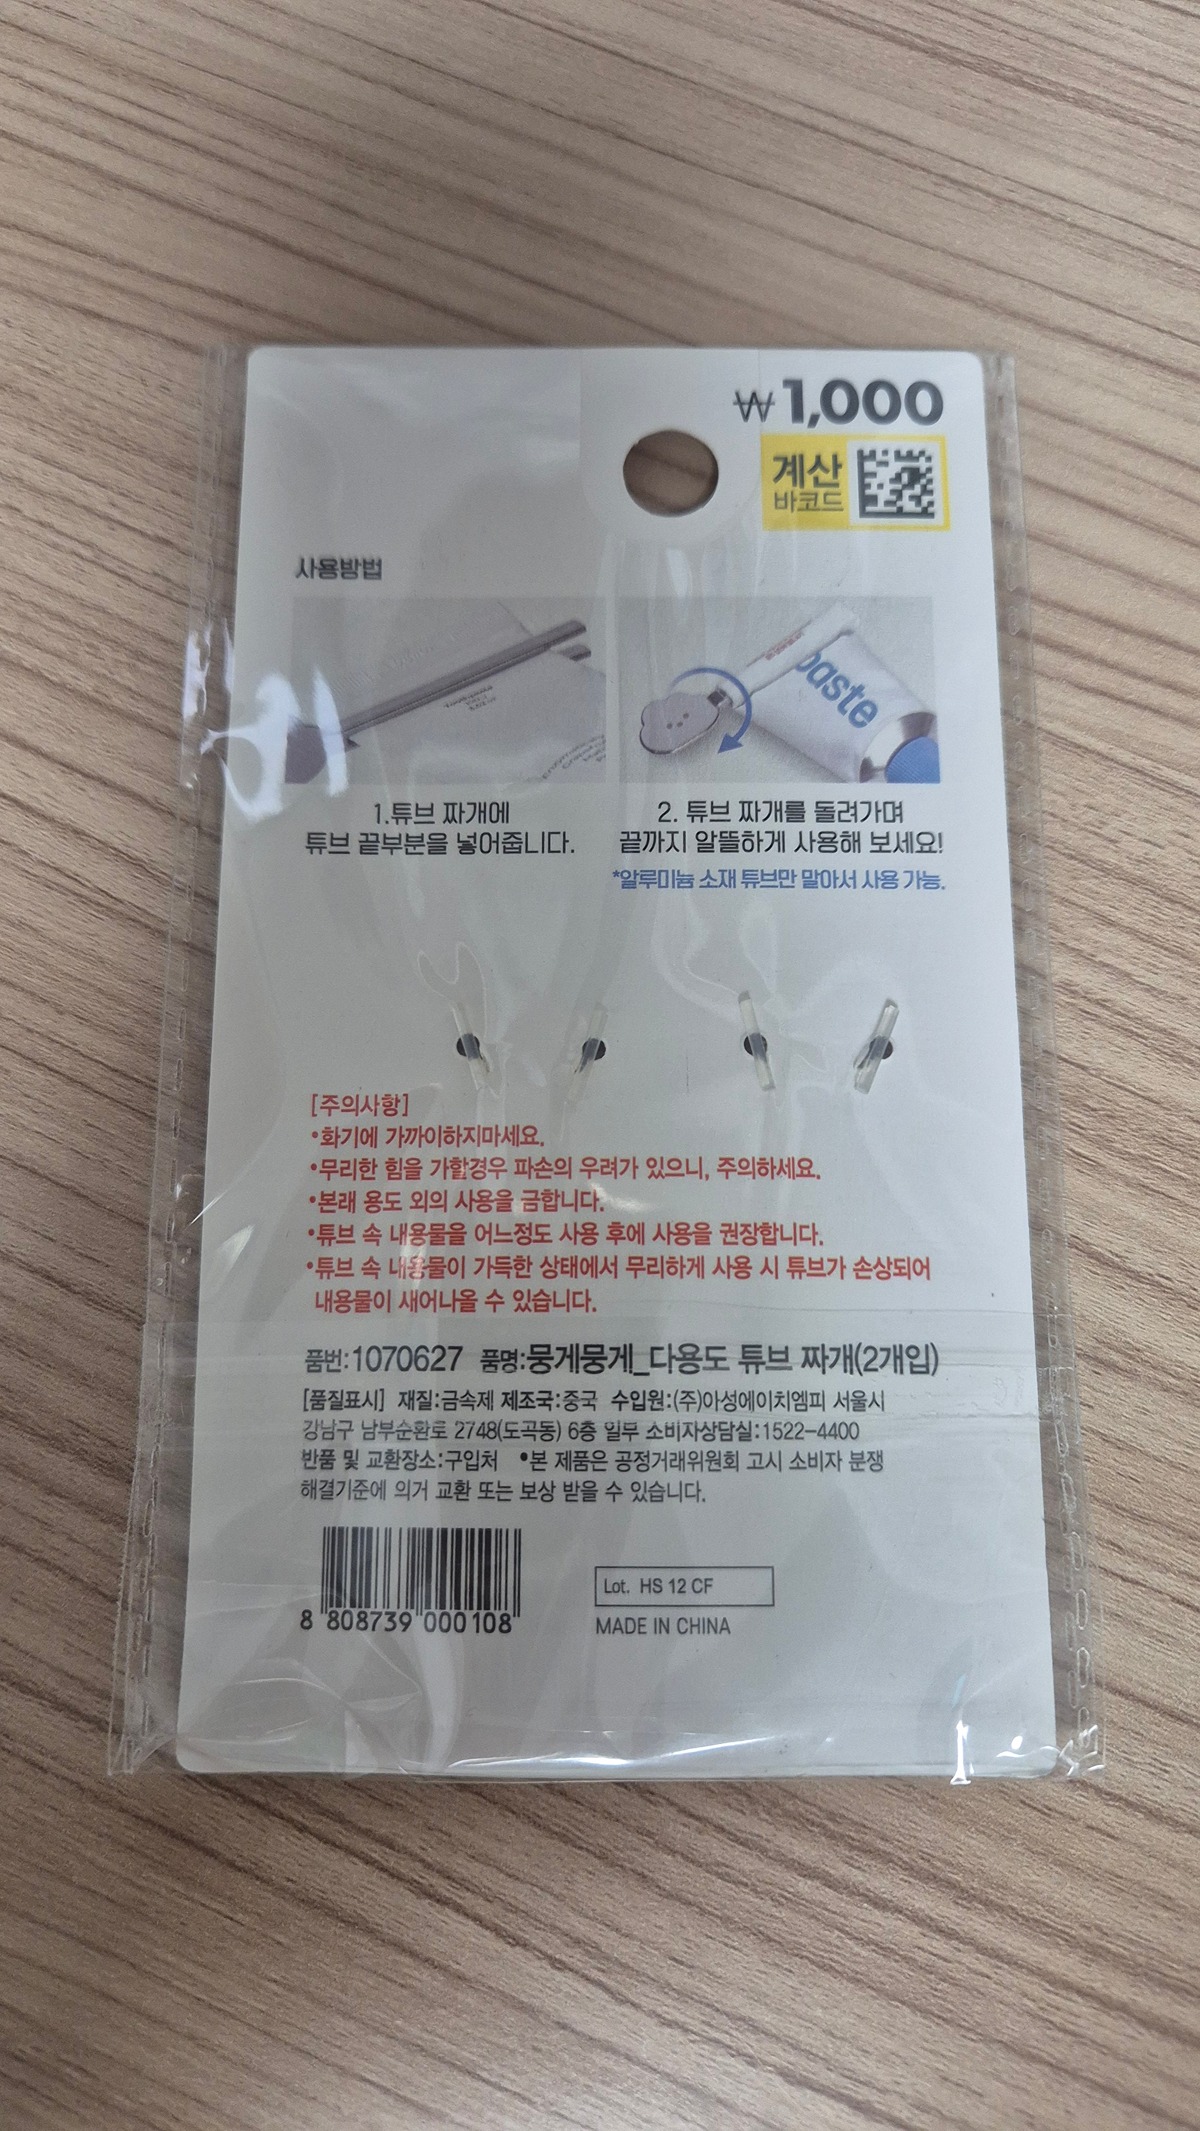 ₩1,000
계산
바코드
사용방법
paste
1.튜브 짜개에
튜브 끝부분을 넣어줍니다.
2. 튜브 짜개를 돌려가며
끝까지 알뜰하게 사용해 보세요!
*알루미늄 소재 튜브만 말아서 사용 가능.
[주의사항]
•화기에 가까이하지마세요.
•무리한 힘을 가할경우 파손의 우려가 있으니, 주의하세요.
•본래 용도 외의 사용을 금합니다.
•튜브 속 내용물을 어느정도 사용 후에 사용을 권장합니다.
•튜브 속 내용물이 가득한 상태에서 무리하게 사용 시 튜브가 손상되어
내용물이 새어나올 수 있습니다.
품번:1070627 품명:뭉게뭉게_다용도 튜브 짜개(2개입)
[품질표시] 재질:금속제 제조국:중국 수입원:(주)아성에이치엠피 서울시
강남구 남부순환로 2748(도곡동) 6층 일부 소비자상담실:1522-4400
반품 및 교환장소:구입처 •본 제품은 공정거래위원회 고시 소비자 분쟁
해결기준에 의거 교환 또는 보상 받을 수 있습니다.
8 808739 000108
Lot. HS 12 CF
MADE IN CHINA